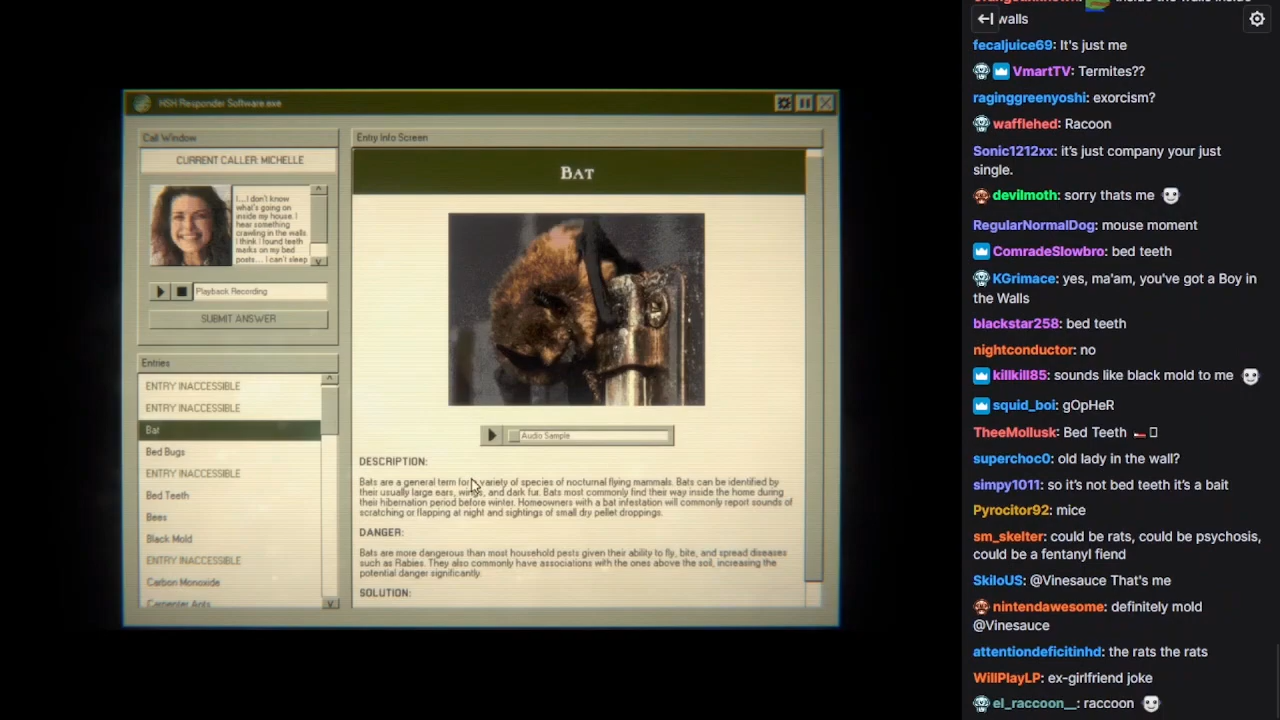 HSH Responder Software.exe
Call Window
CURRENT CALLER: MICHELLE
I...I don't know
what's going on
inside my house. I
hear something
crawling in the walls.
I think I found teeth
marks on my bed
posts... I can't sleep
Playback Recording
SUBMIT ANSWER
Entries
ENTRY INACCESSIBLE
ENTRY INACCESSIBLE
Bat
Bed Bugs
ENTRY INACCESSIBLE
Bed Teeth
Bees
Black Mold
ENTRY INACCESSIBLE
Carbon Monoxide
Carpenter Ants
Entry Info Screen
BAT
Audio Sample
DESCRIPTION:
Bats are a general term for a variety of species of nocturnal flying mammals. Bats can be identified by
their usually large ears, wings, and dark fur. Bats most commonly find their way inside the home during
their hibernation period before winter. Homeowners with a bat infestation will commonly report sounds of
scratching or flapping at night and sightings of small dry pellet droppings.
DANGER:
Bats are more dangerous than most household pests given their ability to fly, bite, and spread diseases
such as Rabies. They also commonly have associations with the ones above the soil, increasing the
potential danger significantly.
SOLUTION:
walls
fecaljuice69: It's just me
VmartTV: Termites??
raginggreenyoshi: exorcism?
wafflehed: Racoon
Sonic1212xx: it's just company your just
single.
devilmoth: sorry thats me
RegularNormalDog: mouse moment
ComradeSlowbro: bed teeth
KGrimace: yes, ma'am, you've got a Boy in
the Walls
blackstar258: bed teeth
nightconductor: no
killkill85: sounds like black mold to me
squid_boi: gOpHeR
TheeMollusk: Bed Teeth
superchoc0: old lady in the wall?
simpy1011: so it's not bed teeth it's a bait
Pyrocitor92: mice
sm_skelter: could be rats, could be psychosis,
could be a fentanyl fiend
SkiloUS: @Vinesauce That's me
nintendawesome: definitely mold
@Vinesauce
attentiondeficitinhd: the rats the rats
WillPlayLP: ex-girlfriend joke
el_raccoon__: raccoon